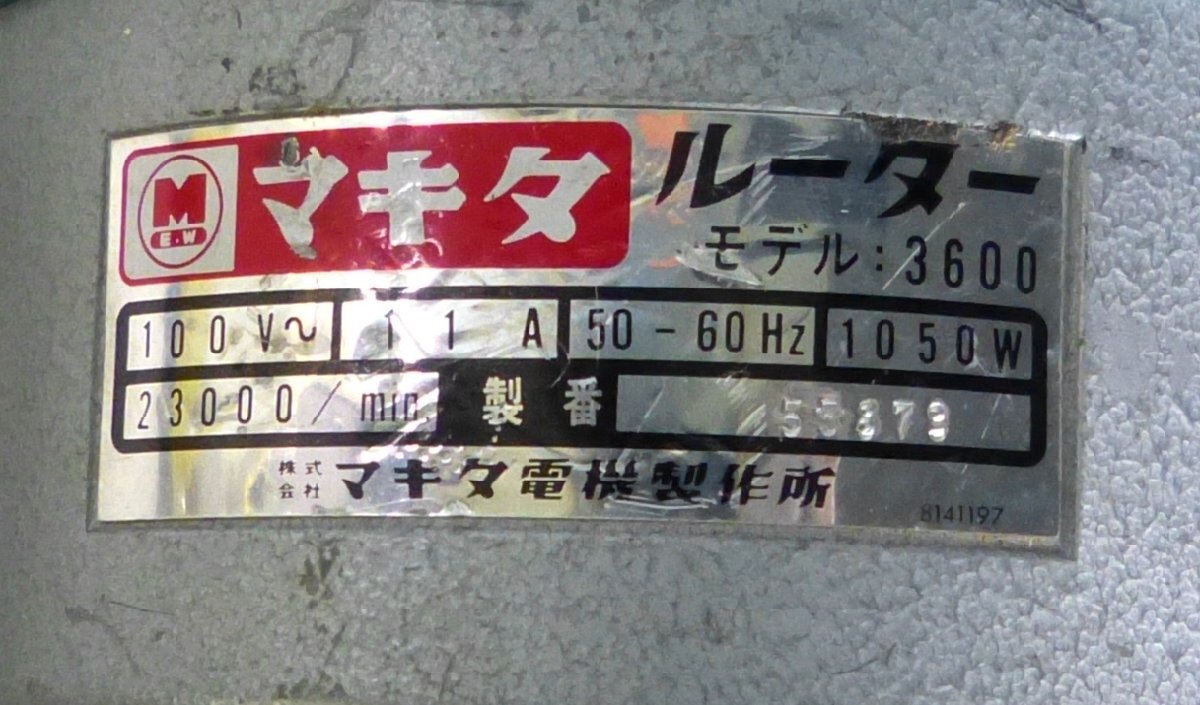 M
E.W
マキタ ルーター
モデル:3600
100V~ 11A 50-60Hz 1050W
23000/min. 製番 55379
株式会社 マキタ電機製作所
8141197